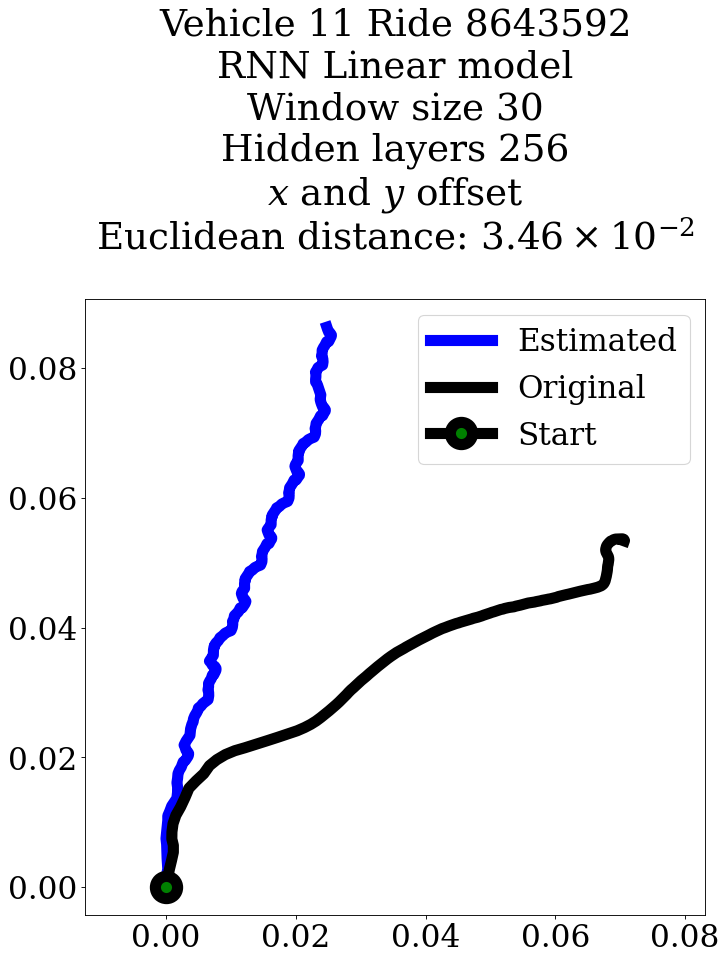 Vehicle 11 Ride 8643592
RNN Linear model
Window size 30
Hidden layers 256
x and y offset
Euclidean distance: 3.46 × 10⁻²
Estimated
Original
Start
0.08
0.06
0.04
0.02
0.00
0.00 0.02 0.04 0.06 0.08